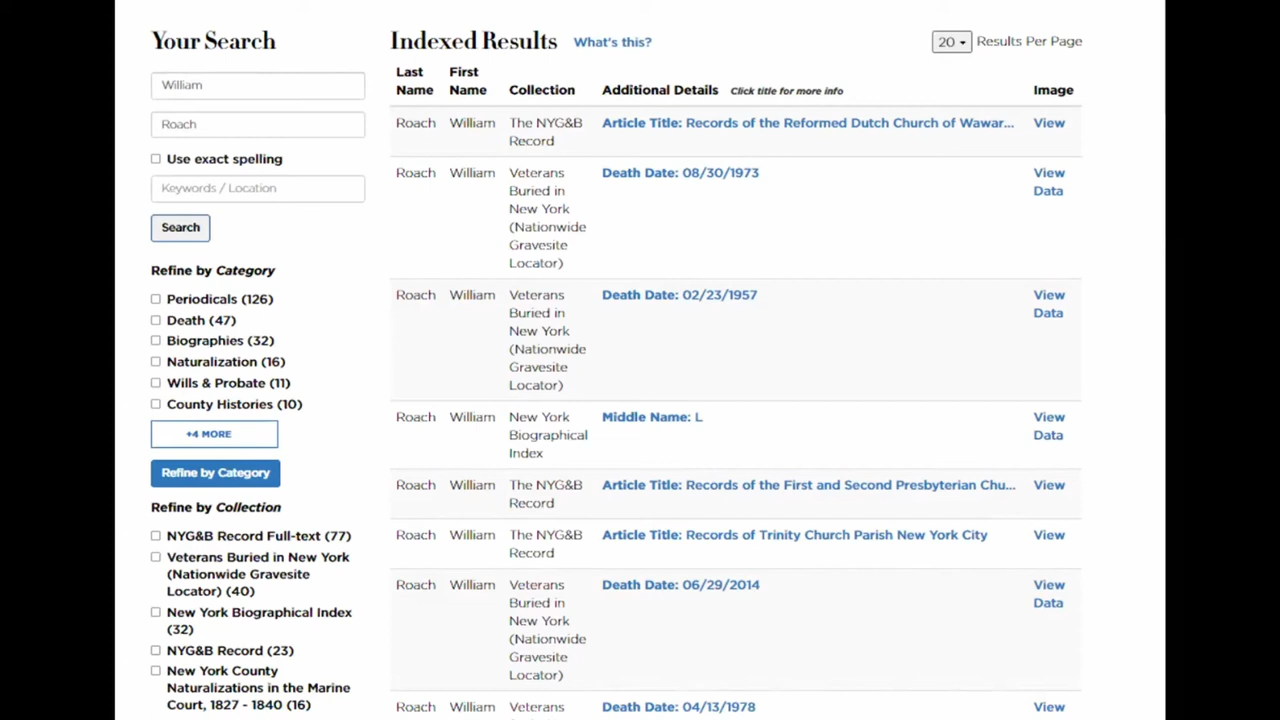 Your Search
William
Roach
Use exact spelling
Keywords / Location
Search
Refine by Category
Periodicals (126)
Death (47)
Biographies (32)
Naturalization (16)
Wills & Probate (11)
County Histories (10)
+4 MORE
Refine by Category
Refine by Collection
NYG&B Record Full-text (77)
Veterans Buried in New York
(Nationwide Gravesite
Locator) (40)
New York Biographical Index
(32)
NYG&B Record (23)
New York County
Naturalizations in the Marine
Court, 1827 - 1840 (16)
Indexed Results What's this?
20 Results Per Page
Last First
Name Name Collection Additional Details Click title for more info Image
Roach William The NYG&B Article Title: Records of the Reformed Dutch Church of Wawar... View
Record
Roach William Veterans Death Date: 08/30/1973 View
Buried in Data
New York
(Nationwide
Gravesite
Locator)
Roach William Veterans Death Date: 02/23/1957 View
Buried in Data
New York
(Nationwide
Gravesite
Locator)
Roach William New York Middle Name: L View
Biographical Data
Index
Roach William The NYG&B Article Title: Records of the First and Second Presbyterian Chu... View
Record
Roach William The NYG&B Article Title: Records of Trinity Church Parish New York City View
Record
Roach William Veterans Death Date: 06/29/2014 View
Buried in Data
New York
(Nationwide
Gravesite
Locator)
Roach William Veterans Death Date: 04/13/1978 View